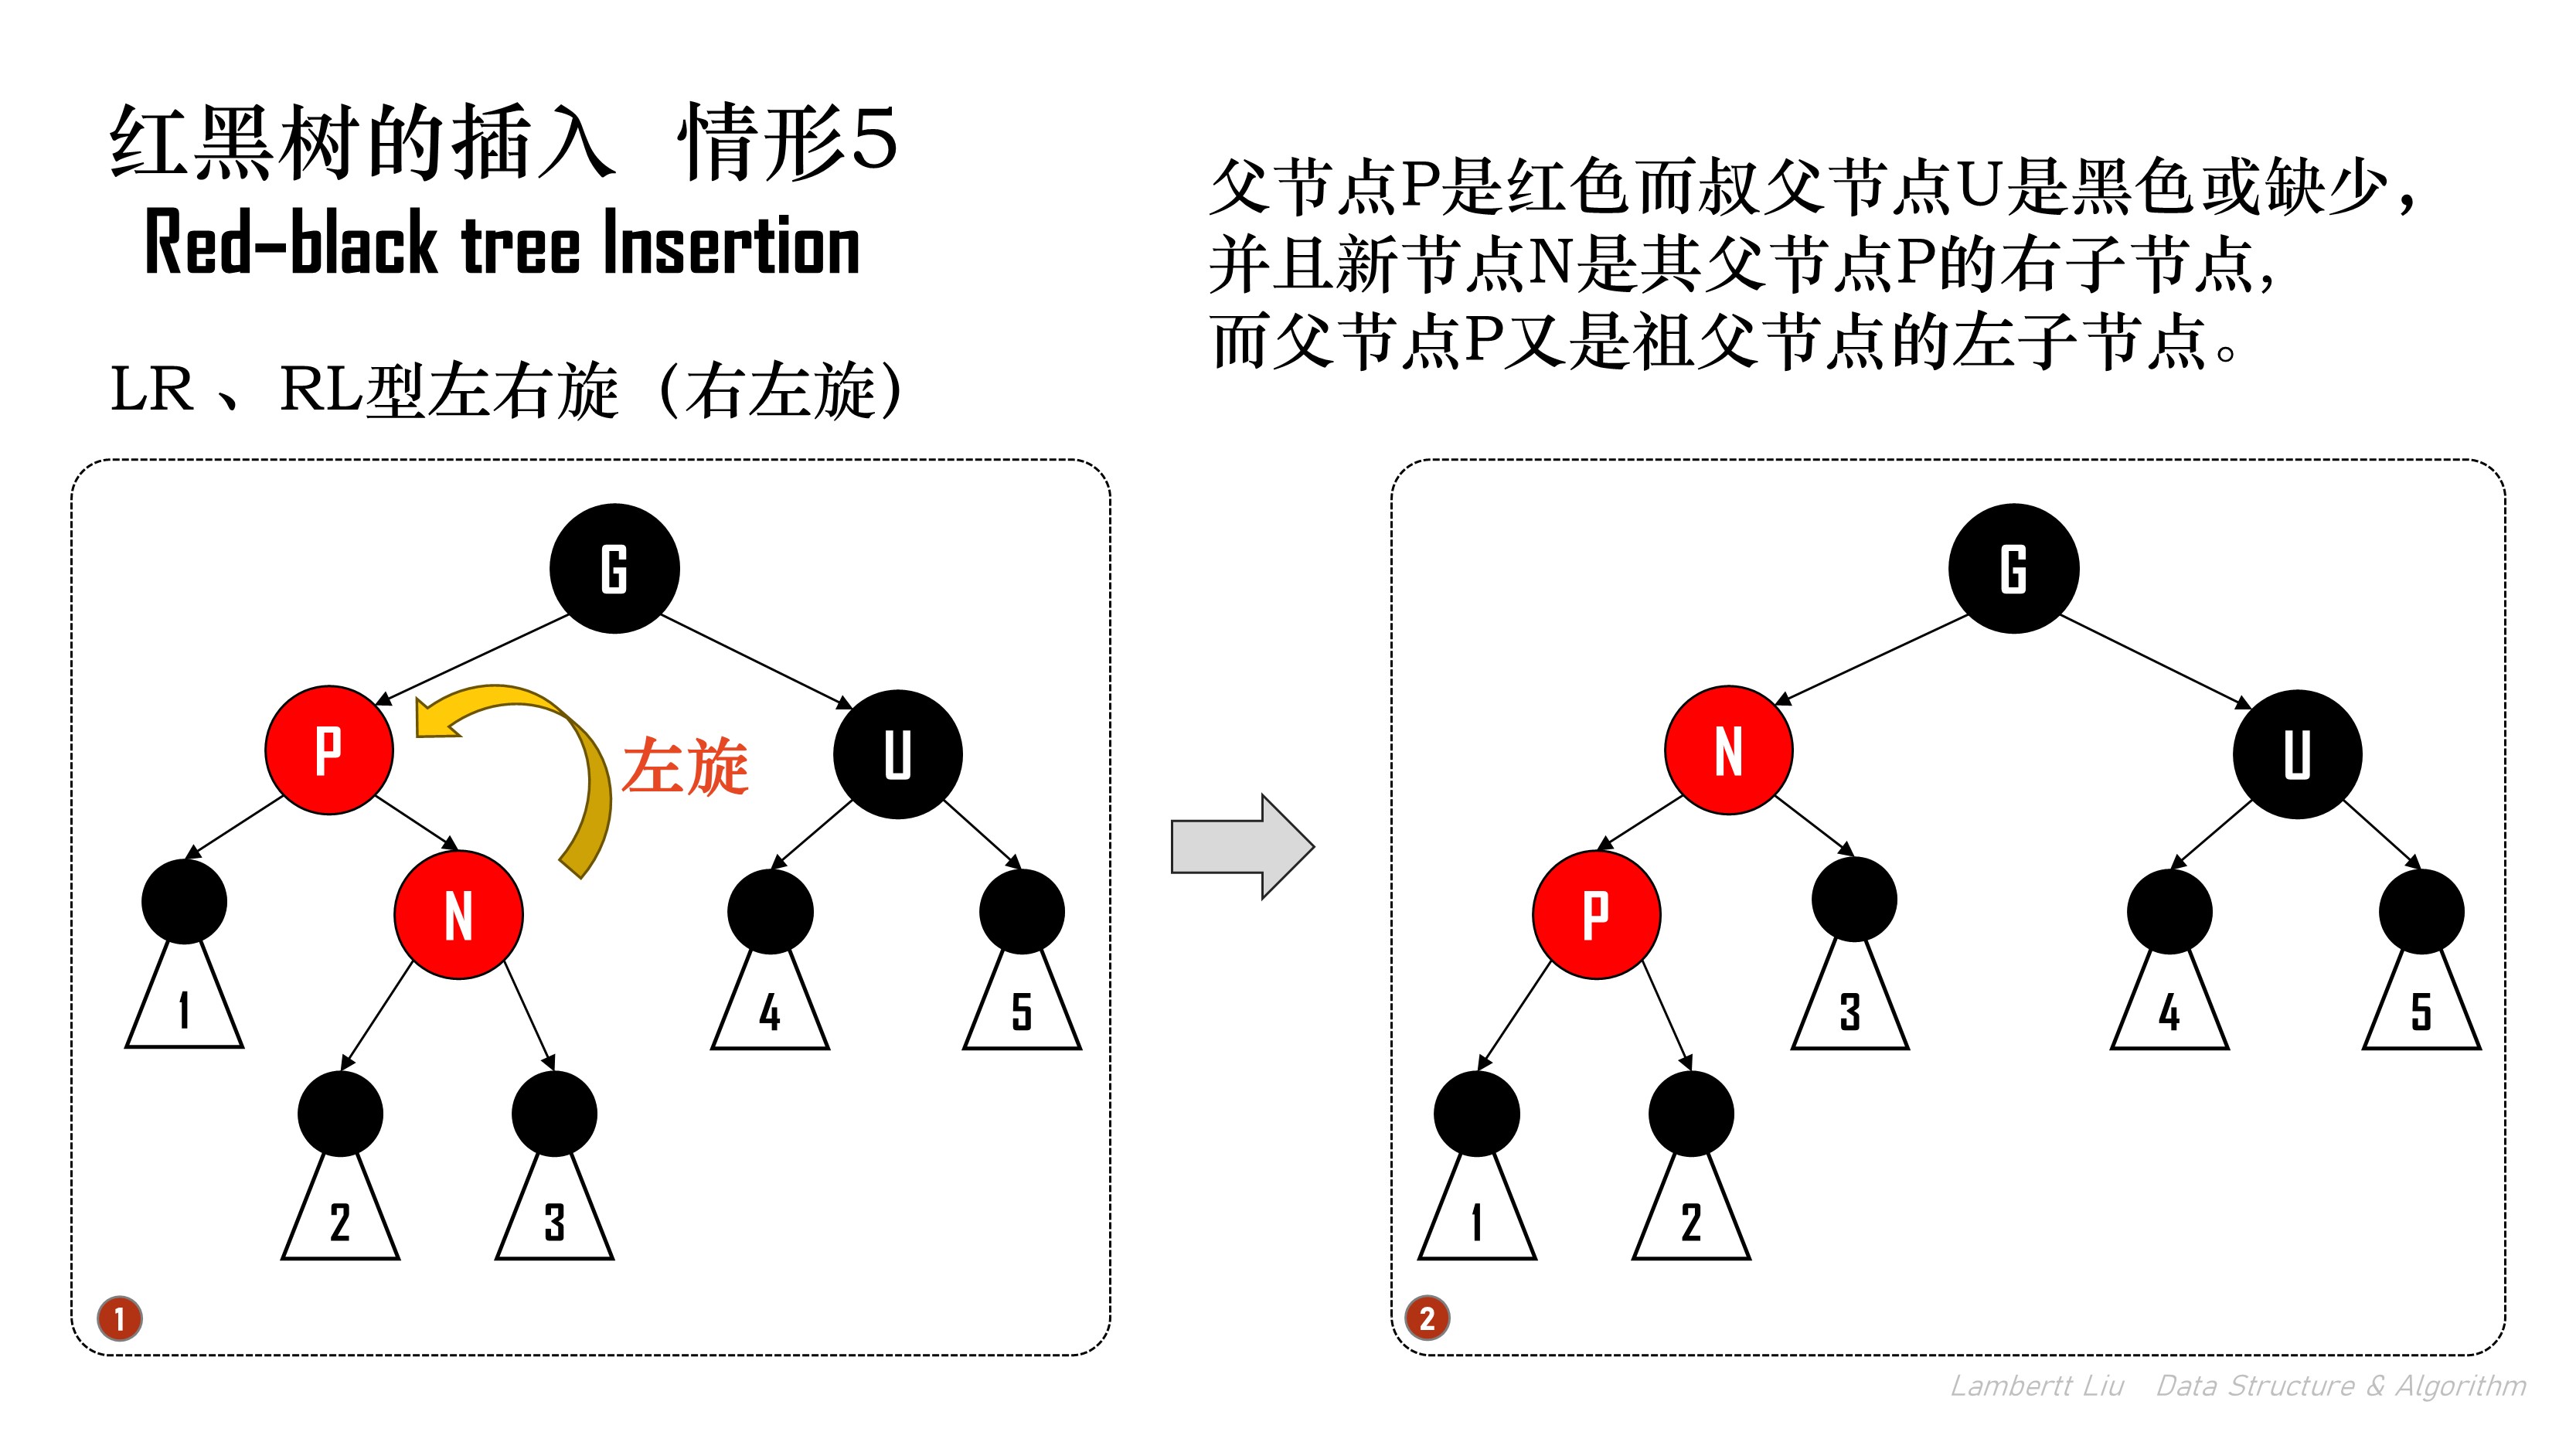 红黑树的插入 情形5
Red-black tree Insertion
LR 、RL型左右旋（右左旋）
父节点P是红色而叔父节点U是黑色或缺少，
并且新节点N是其父节点P的右子节点，
而父节点P又是祖父节点的左子节点。
G
P
左旋
U
N
1
4
5
2
3
1
G
N
U
P
3
4
5
1
2
2
Lambertt Liu Data Structure & Algorithm